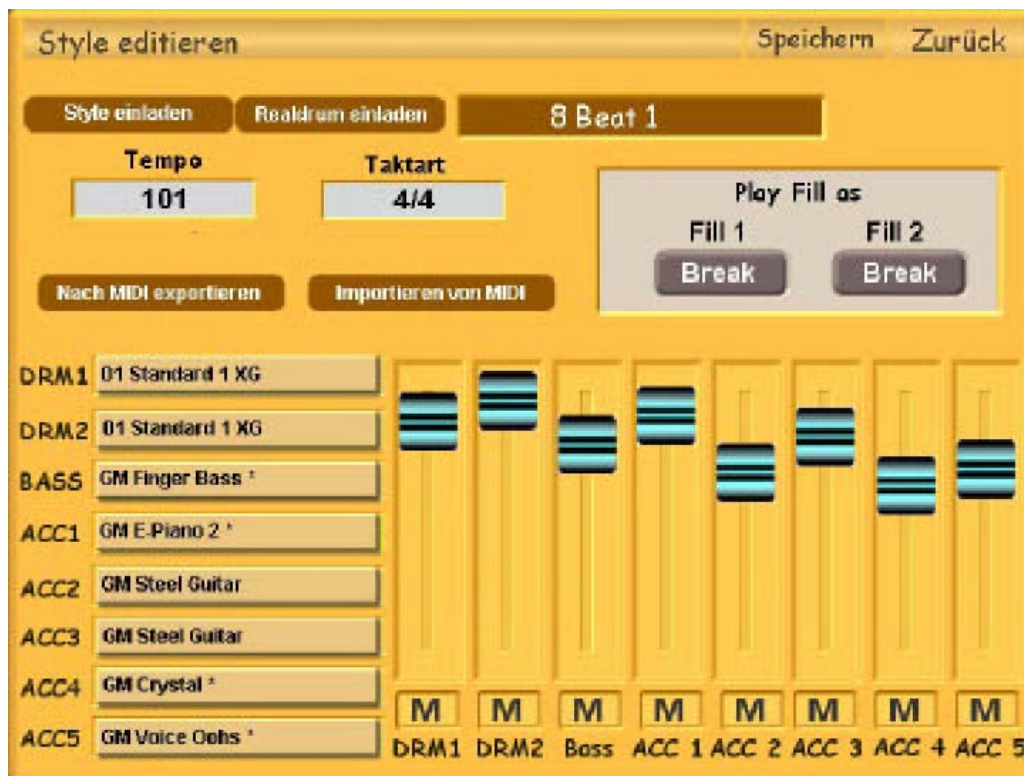 Style editieren Speichern Zurück
Style einladen Realdrum einladen 8 Beat 1
Tempo Taktart
101 4/4
Play Fill as
Fill 1 Fill 2
Break Break
Nach MIDI exportieren Importieren von MIDI
DRM1 01 Standard 1 XG
DRM2 01 Standard 1 XG
BASS GM Finger Bass *
ACC1 GM E-Piano 2 *
ACC2 GM Steel Guitar
ACC3 GM Steel Guitar
ACC4 GM Crystal *
ACC5 GM Voice Oohs *
M M M M M M M M
DRM1 DRM2 Bass ACC 1 ACC 2 ACC 3 ACC 4 ACC 5